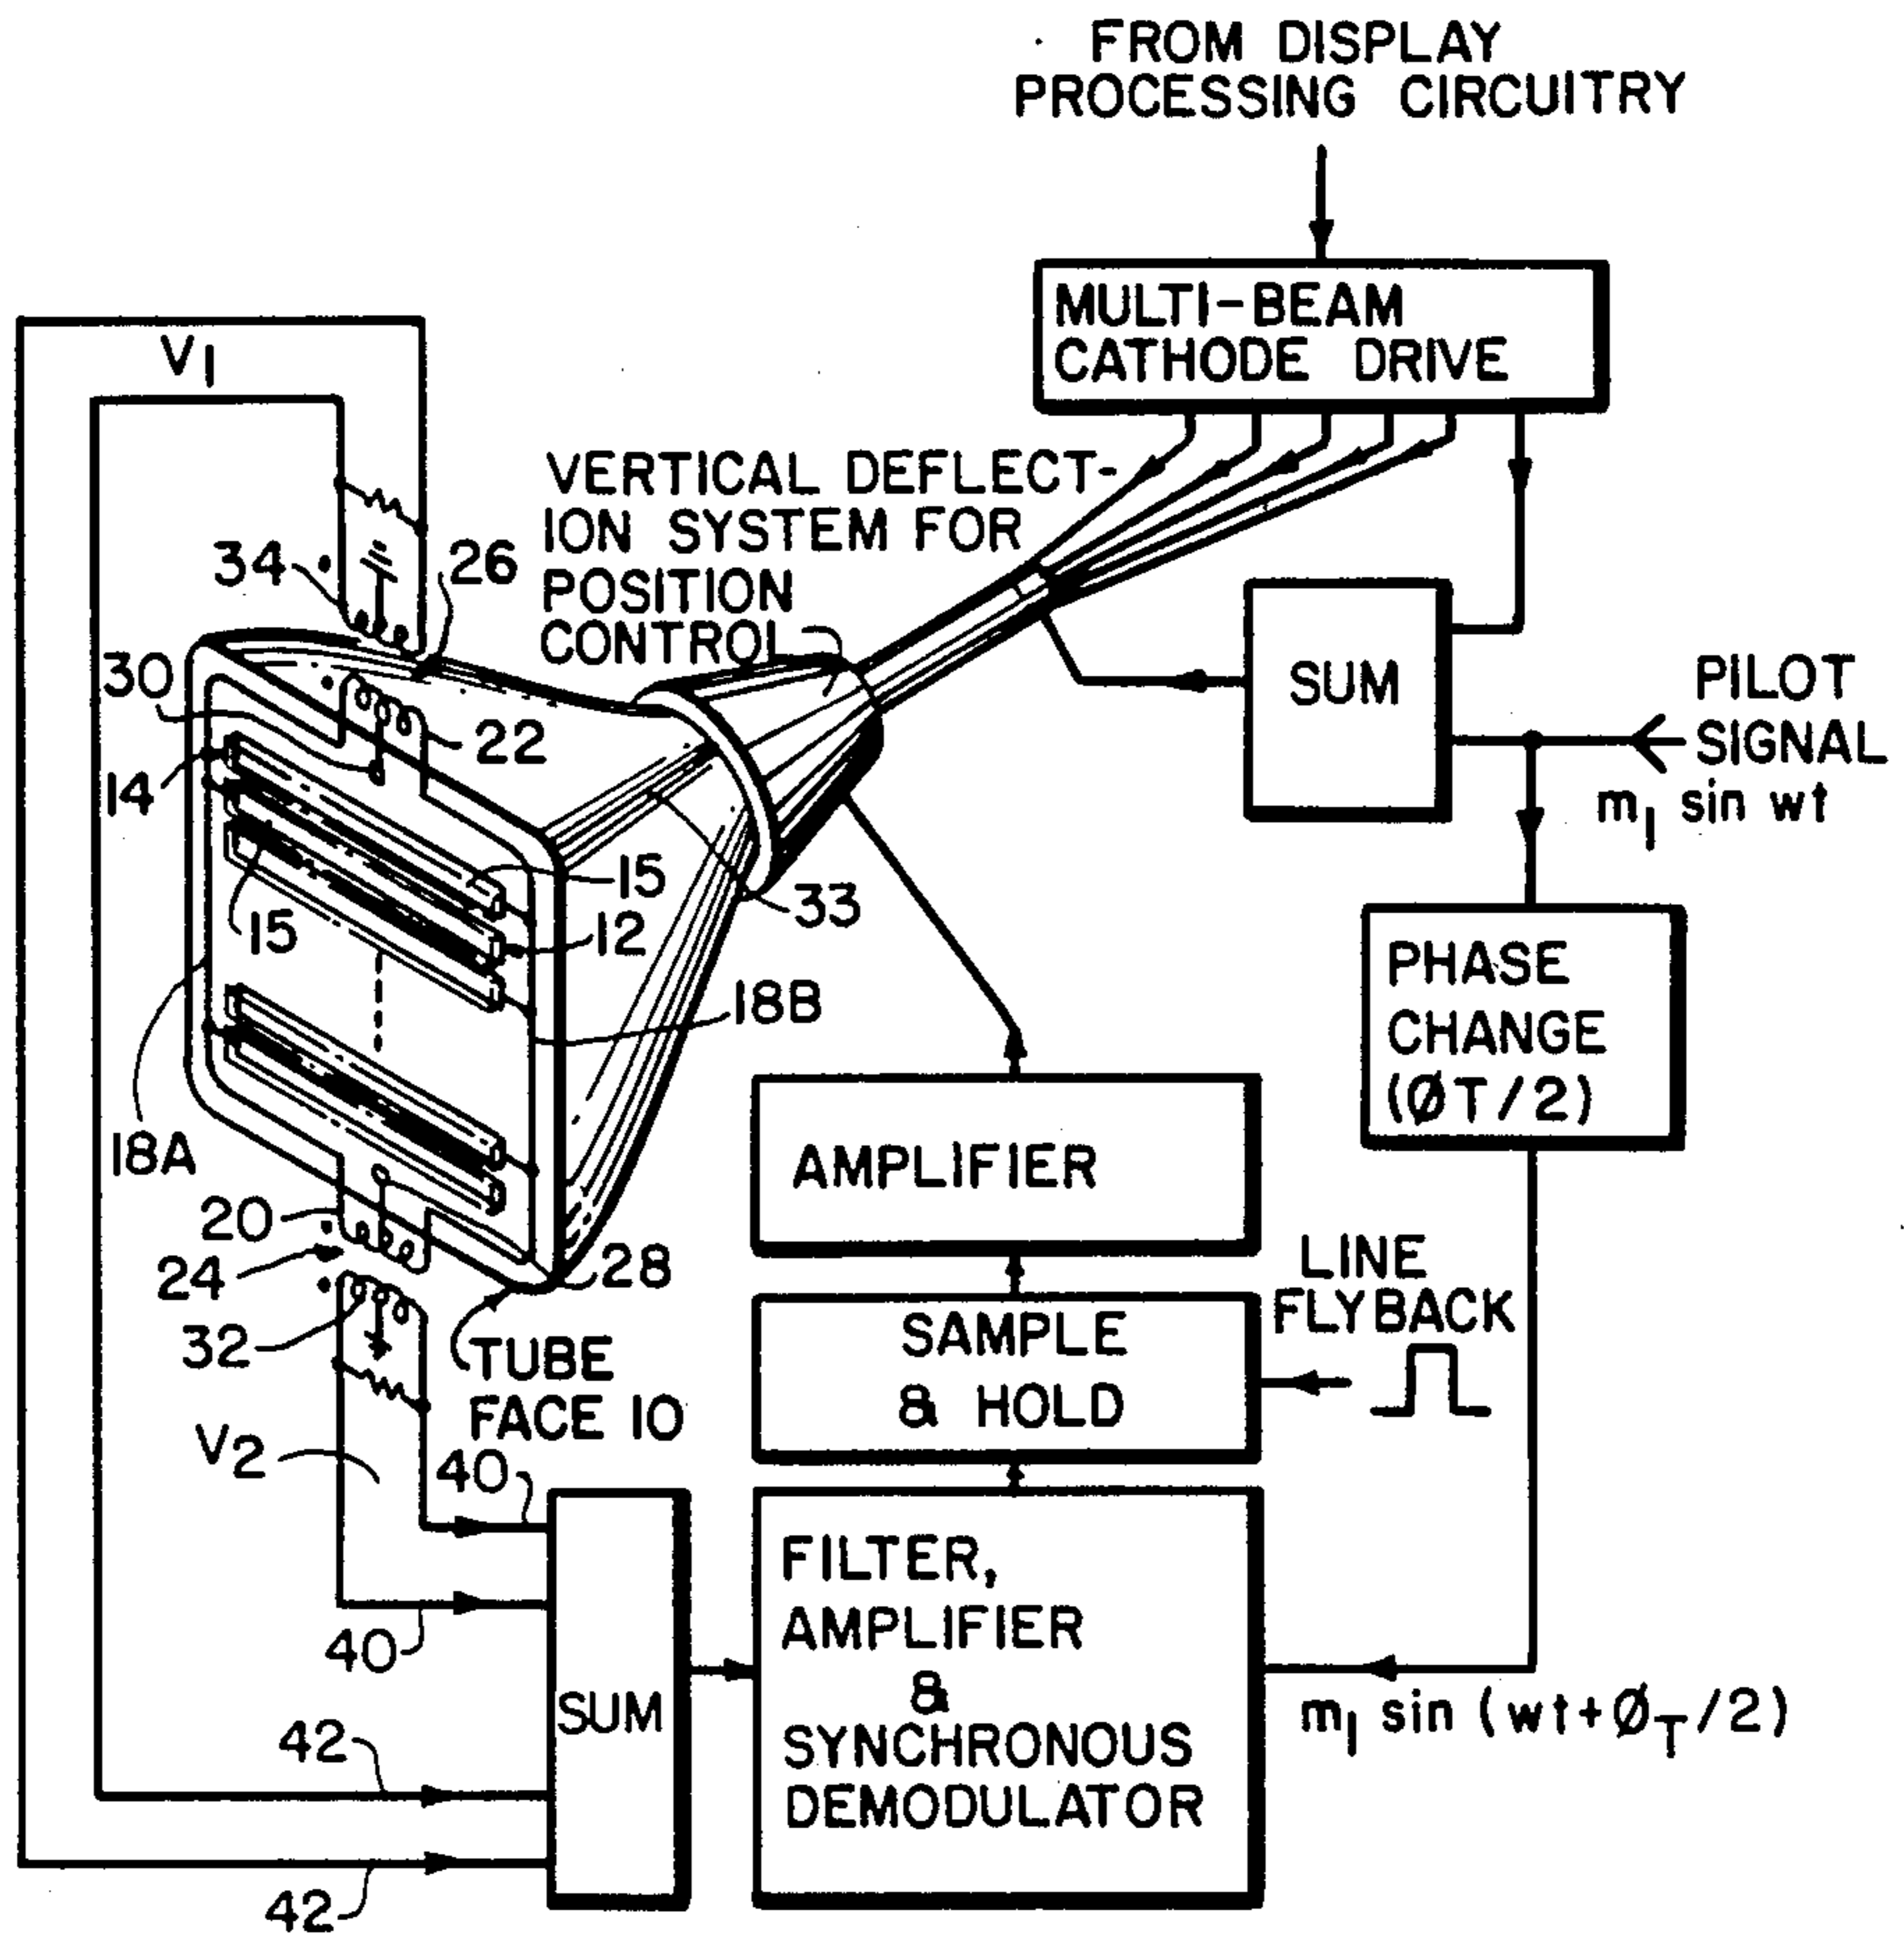 FROM DISPLAY
PROCESSING CIRCUITRY
MULTI-BEAM
CATHODE DRIVE
V1
VERTICAL DEFLECT-
ION SYSTEM FOR
POSITION
CONTROL
34
26
30
22
14
SUM
PILOT
SIGNAL
m1 sin wt
15
12
33
15
18B
18A
PHASE
CHANGE
(ØT/2)
AMPLIFIER
20
24
28
32
TUBE
FACE 10
LINE
FLYBACK
SAMPLE
& HOLD
V2
40
40
FILTER,
AMPLIFIER
&
SYNCHRONOUS
DEMODULATOR
SUM
m1 sin (wt+ØT/2)
42
42